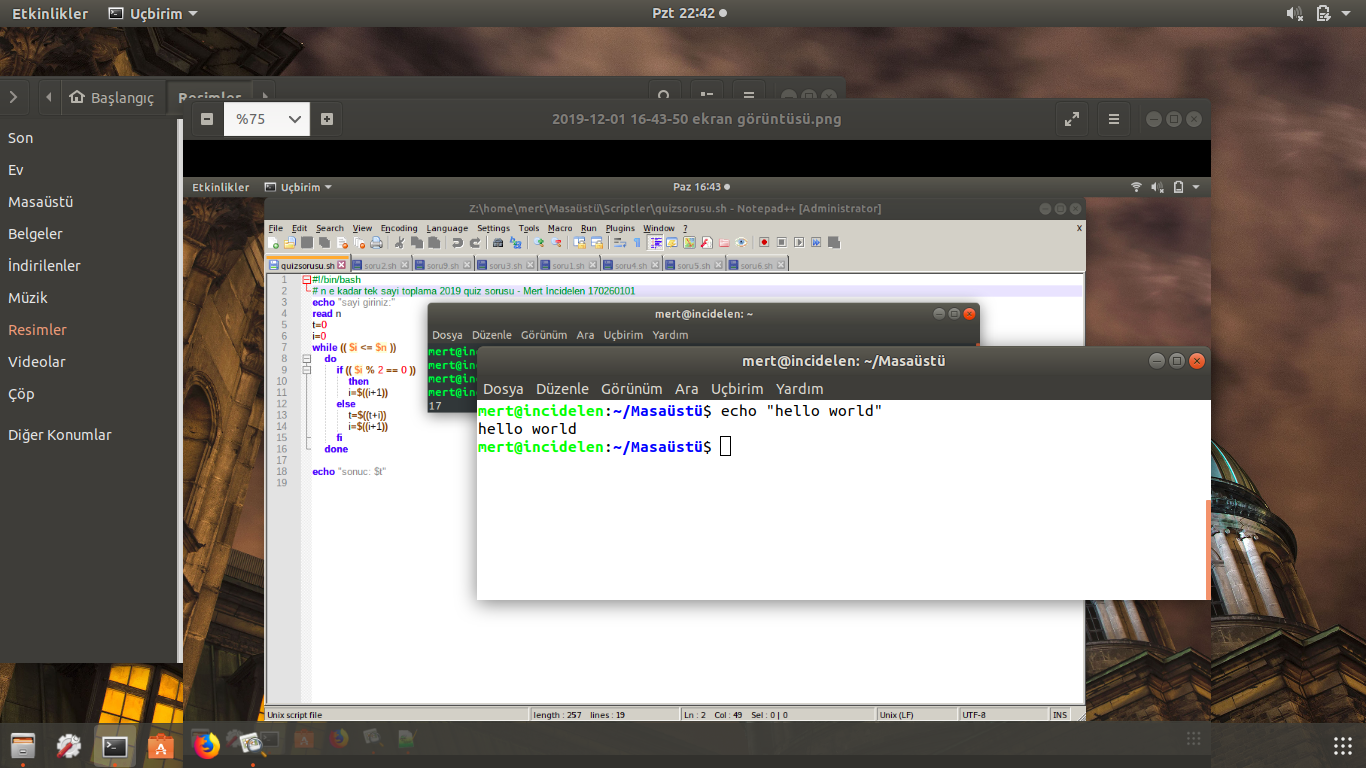 Etkinlikler Uçbirim Pzt 22:42
Başlangıç Resimler
Son
Ev
Masaüstü
Belgeler
İndirilenler
Müzik
Resimler
Videolar
Çöp
Diğer Konumlar
%75 2019-12-01 16-43-50 ekran görüntüsü.png
Etkinlikler Uçbirim Paz 16:43
Z:\home\mert\Masaüstü\Scriptler\quizsorusu.sh - Notepad++ [Administrator]
File Edit Search View Encoding Language Settings Tools Macro Run Plugins Window ? X
quizsorusu.sh soru2.sh soru9.sh soru3.sh soru1.sh soru4.sh soru5.sh soru6.sh
1 #!/bin/bash
2 # n e kadar tek sayi toplama 2019 quiz sorusu - Mert İncidelen 170260101
3 echo "sayi giriniz:"
4 read n
5 t=0
6 i=0
7 while (( $i <= $n ))
8 do
9 if (( $i % 2 == 0 ))
10 then
11 i=$((i+1))
12 else
13 t=$((t+i))
14 i=$((i+1))
15 fi
16 done
17
18 echo "sonuc: $t"
19
Unix script file length : 257 lines : 19 Ln : 2 Col : 49 Sel : 0 | 0 Unix (LF) UTF-8 INS
mert@incidelen: ~
Dosya Düzenle Görünüm Ara Uçbirim Yardım
mert@in
mert@in
mert@in
mert@in
17
mert@incidelen: ~/Masaüstü
Dosya Düzenle Görünüm Ara Uçbirim Yardım
mert@incidelen:~/Masaüstü$ echo "hello world"
hello world
mert@incidelen:~/Masaüstü$